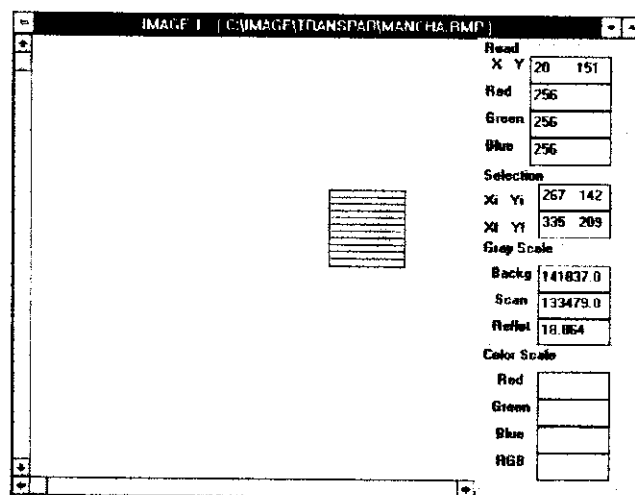 IMAGE 1 ( C:\IMAGE\TRANSPAR\MANCHA.BMP )
Read
X Y 20 151
Red 256
Green 256
Blue 256
Selection
Xi Yi 267 142
Xf Yf 335 209
Gray Scale
Backg 141837.0
Scan 133479.0
Reflet 18.864
Color Scale
Red
Green
Blue
RGB